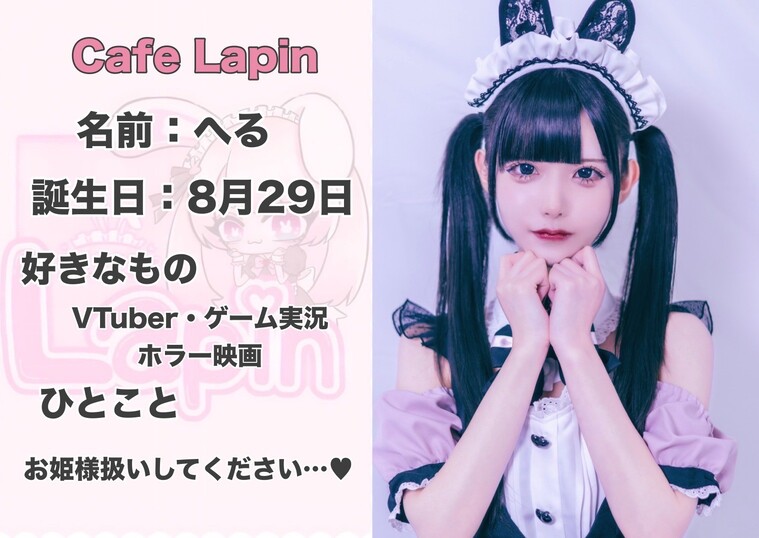 Cafe Lapin
名前：へる
誕生日：8月29日
好きなもの
VTuber・ゲーム実況
ホラー映画
ひとこと
お姫様扱いしてください…♥
Lapin